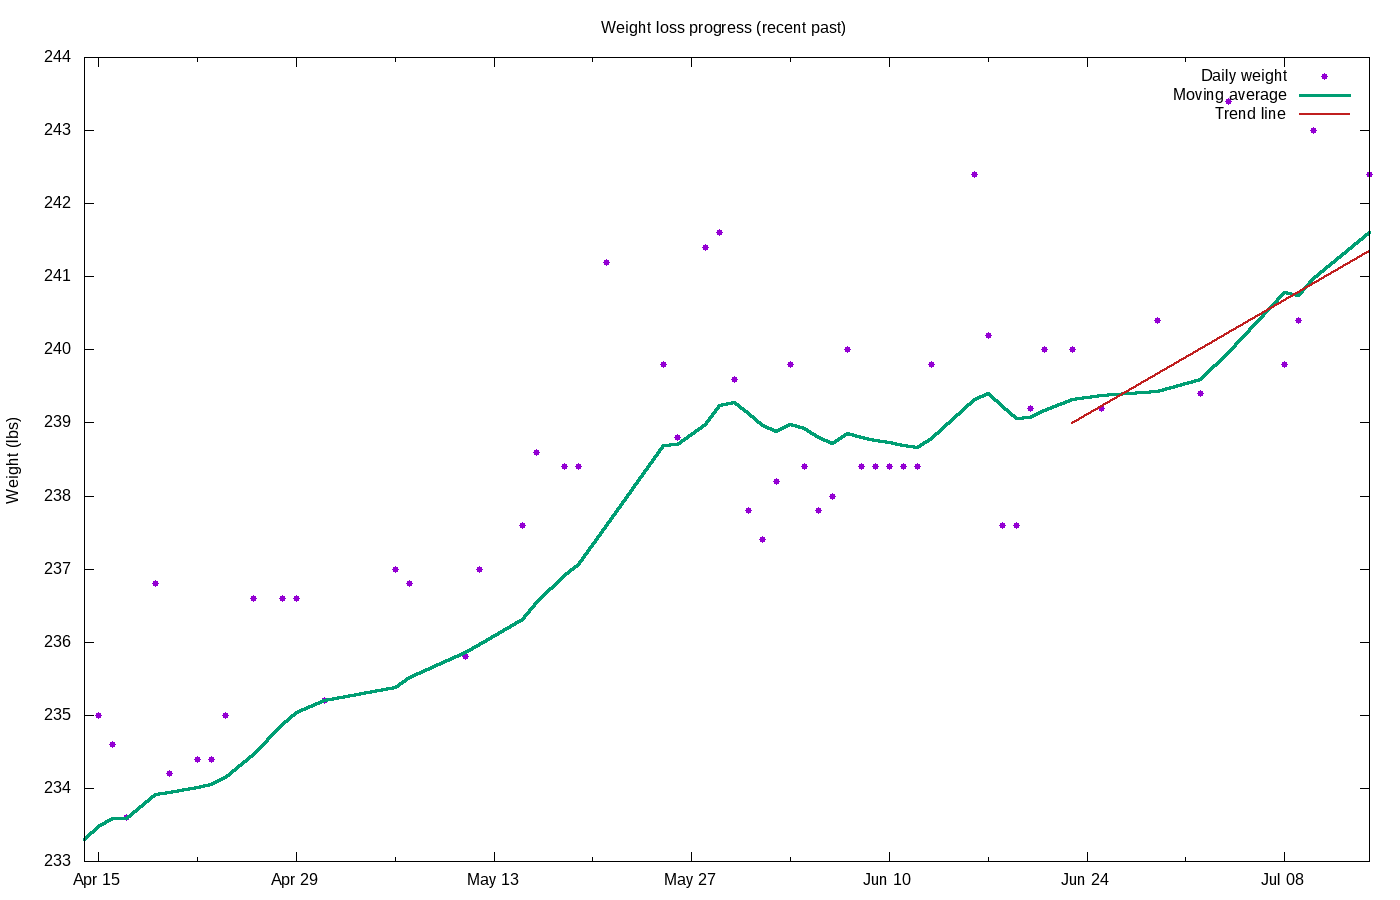 Weight loss progress (recent past)
Daily weight
Moving average
Trend line
244
243
242
241
240
239
238
237
236
235
234
233
Weight (lbs)
Apr 15 Apr 29 May 13 May 27 Jun 10 Jun 24 Jul 08